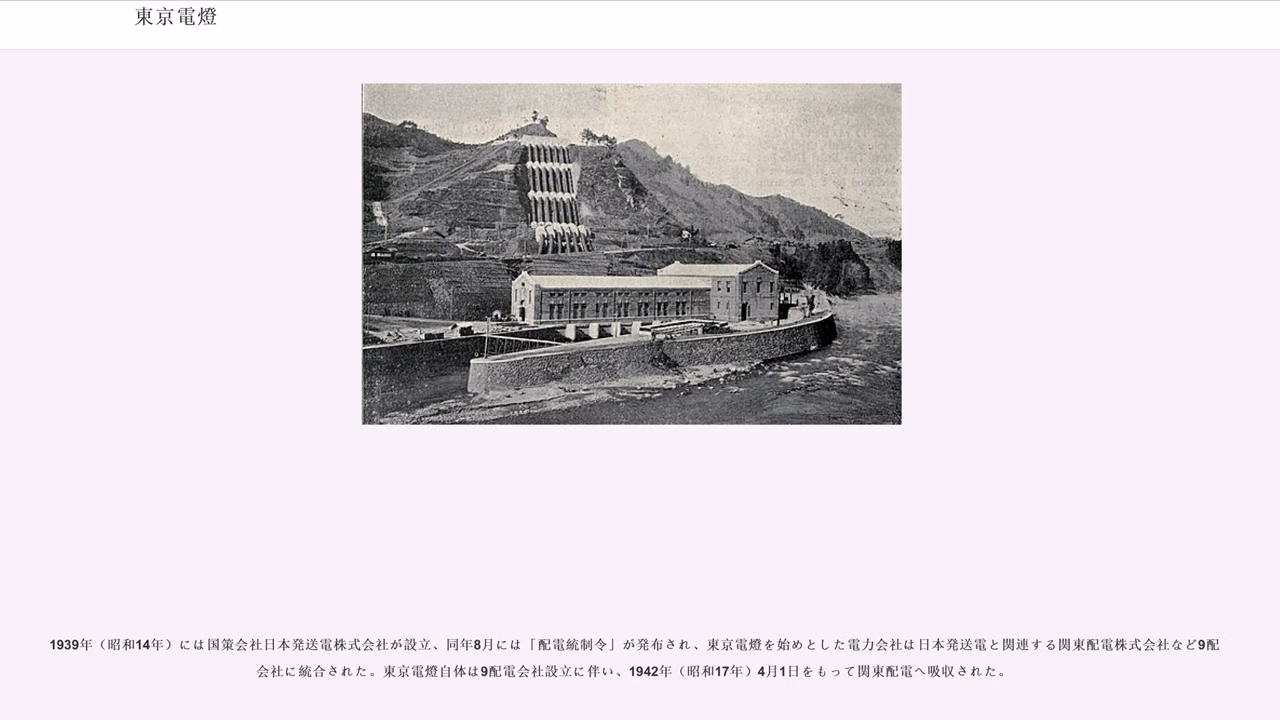 東京電燈
1939年（昭和14年）には国策会社日本発送電株式会社が設立、同年8月には「配電統制令」が発布され、東京電燈を始めとした電力会社は日本発送電と関連する関東配電株式会社など9配
会社に統合された。東京電燈自体は9配電会社設立に伴い、1942年（昭和17年）4月1日をもって関東配電へ吸収された。